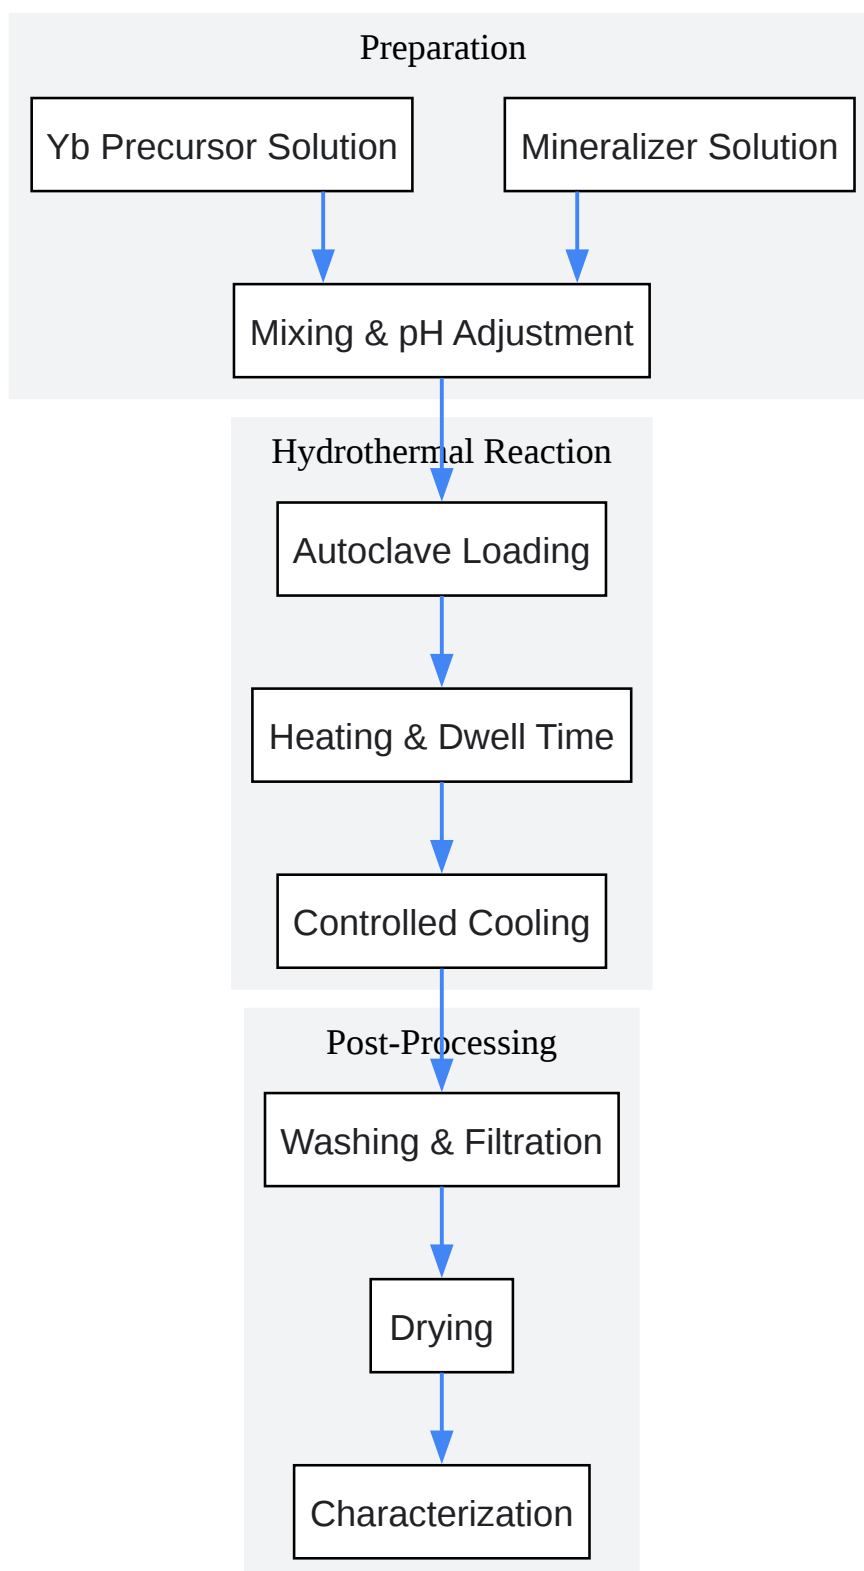 Preparation
Yb Precursor Solution
Mineralizer Solution
Mixing & pH Adjustment
Hydrothermal Reaction
Autoclave Loading
Heating & Dwell Time
Controlled Cooling
Post-Processing
Washing & Filtration
Drying
Characterization